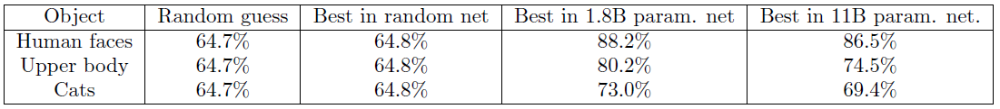 Object Random guess Best in random net Best in 1.8B param. net Best in 11B param. net.
Human faces 64.7% 64.8% 88.2% 86.5%
Upper body 64.7% 64.8% 80.2% 74.5%
Cats 64.7% 64.8% 73.0% 69.4%